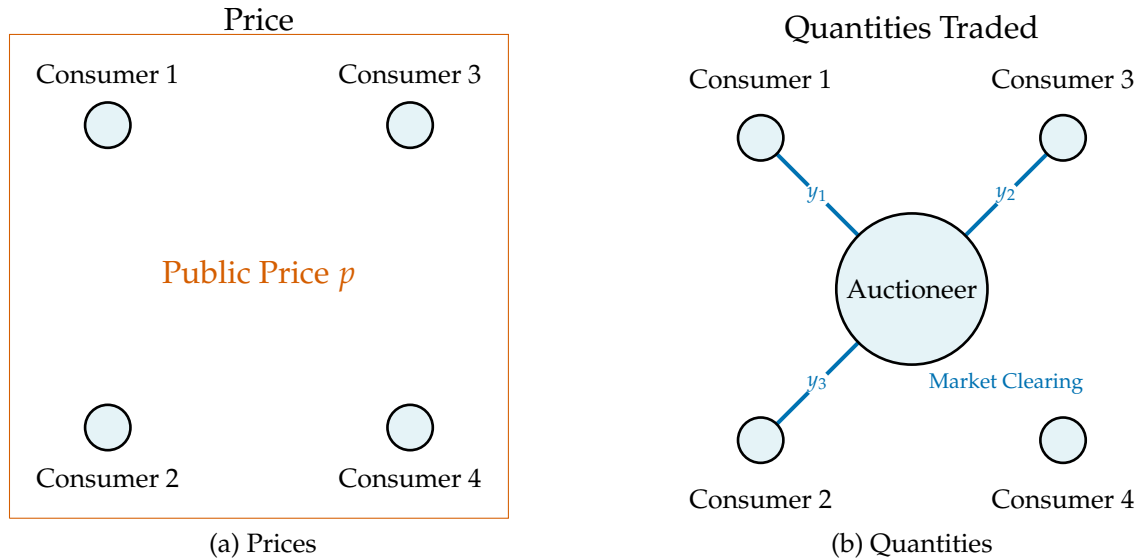 Price
Consumer 1
Consumer 3
Public Price p
Consumer 2
Consumer 4
(a) Prices
Quantities Traded
Consumer 1
Consumer 3
y₁
y₂
Auctioneer
y₃
Market Clearing
Consumer 2
Consumer 4
(b) Quantities